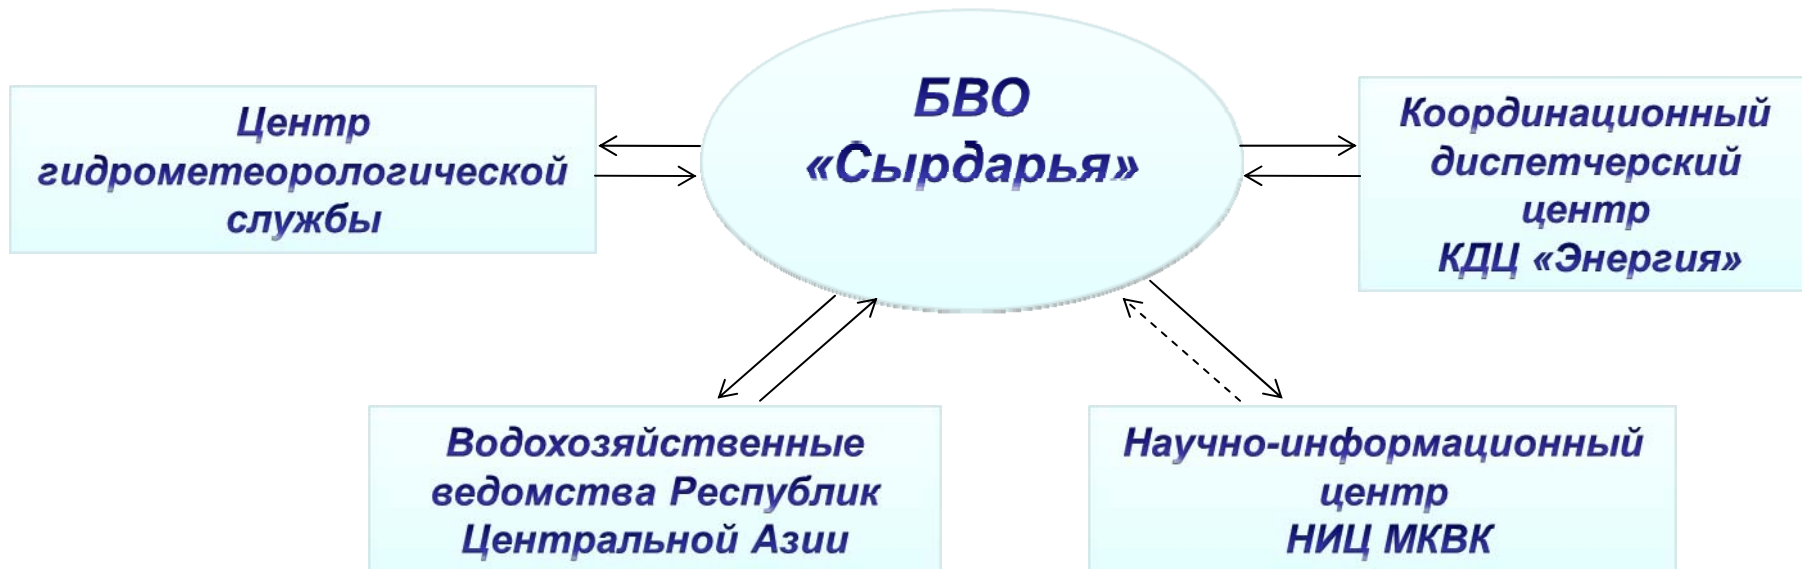 БВО
«Сырдарья»
Центр
гидрометеорологической
службы
Координационный
диспетчерский
центр
КДЦ «Энергия»
Водохозяйственные
ведомства Республик
Центральной Азии
Научно-информационный
центр
НИЦ МКВК